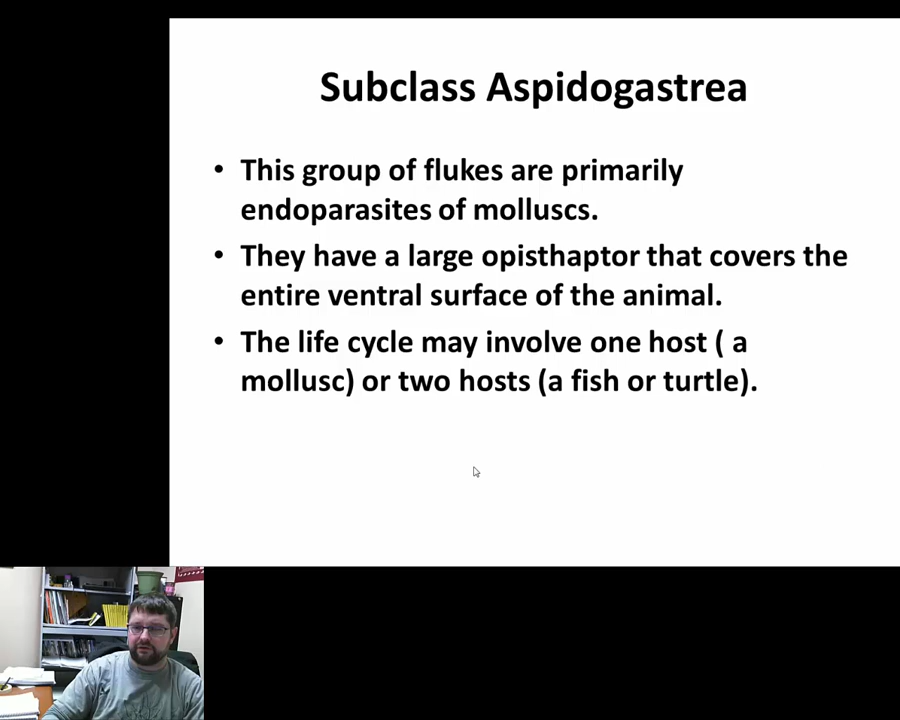 Subclass Aspidogastrea
• This group of flukes are primarily
endoparasites of molluscs.
• They have a large opisthaptor that covers the
entire ventral surface of the animal.
• The life cycle may involve one host ( a
mollusc) or two hosts (a fish or turtle).